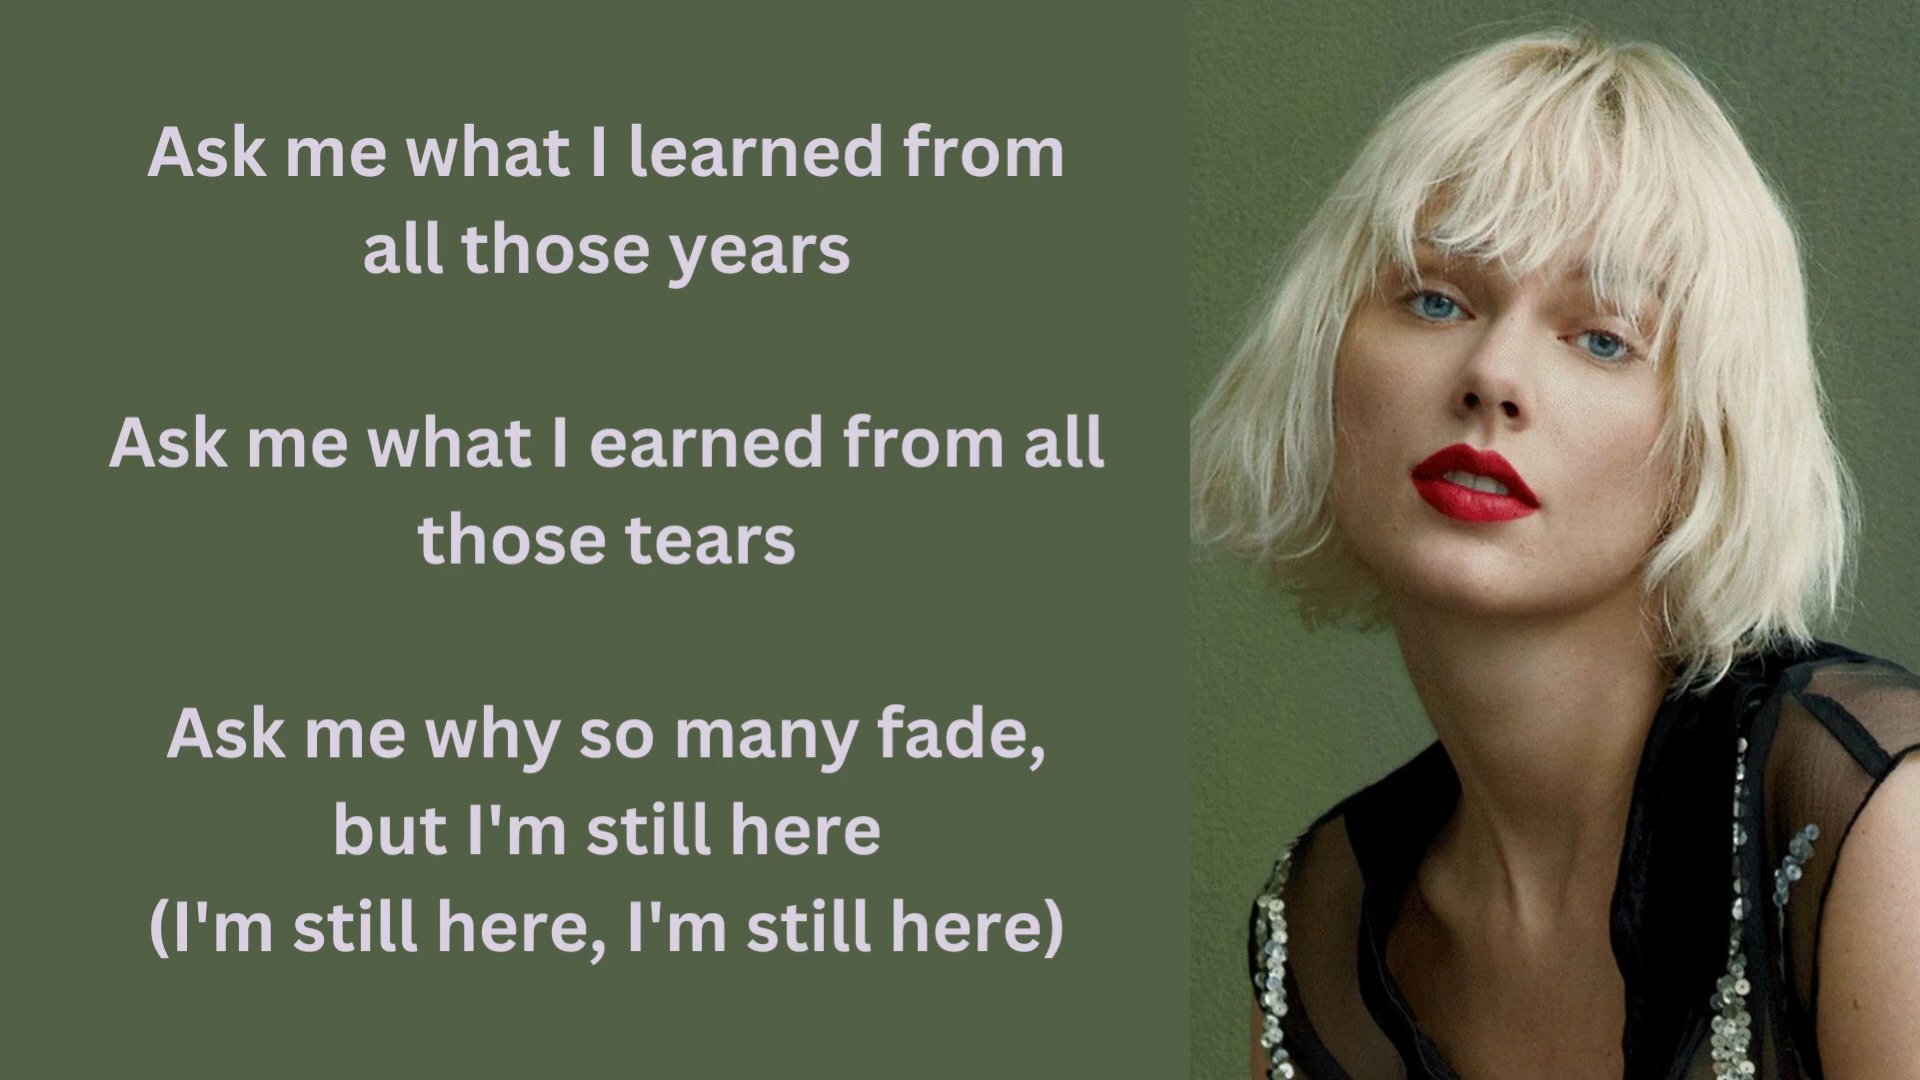 Ask me what I learned from
all those years
Ask me what I earned from all
those tears
Ask me why so many fade,
but I'm still here
(I'm still here, I'm still here)